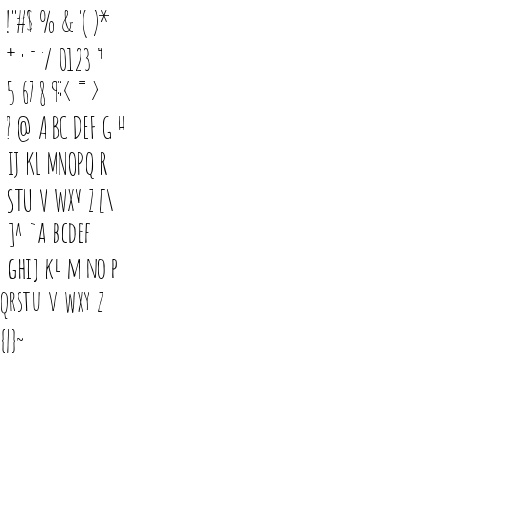 !"#$ % & '( )*
+ , - . / 0123 4
5 67 8 9:;< = >
? @ A BC DEF G H
IJ KL MNOPQ R
STU V WXY Z [\
]^ `A BCDEF
GHIJ KL M NO P
QRSTU V WXY Z
{|}~